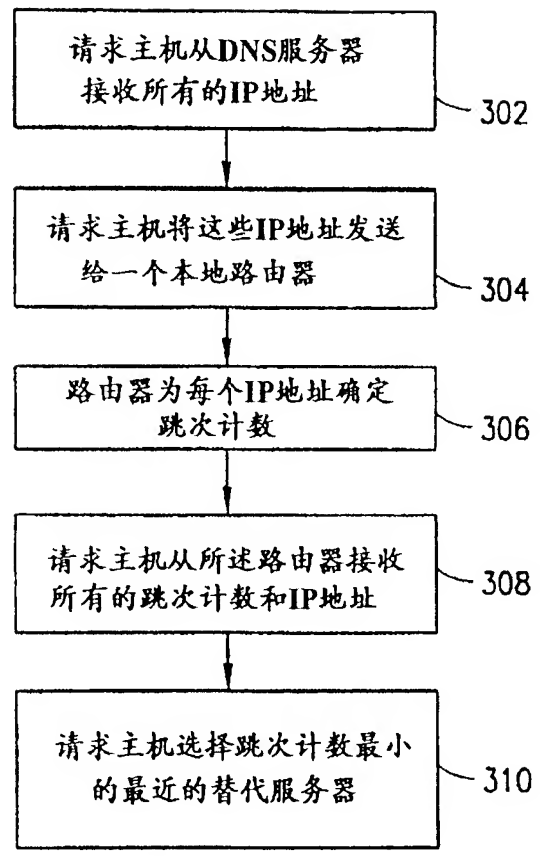 请求主机从DNS服务器
接收所有的IP地址
302
请求主机将这些IP地址发送
给一个本地路由器
304
路由器为每个IP地址确定
跳次计数
306
请求主机从所述路由器接收
所有的跳次计数和IP地址
308
请求主机选择跳次计数最小
的最近的替代服务器
310